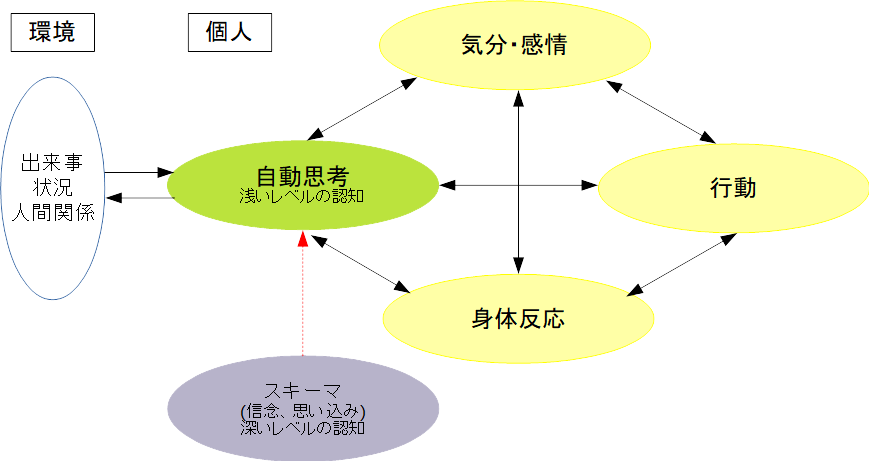 環境
個人
気分・感情
出来事
状況
人間関係
自動思考
浅いレベルの認知
行動
身体反応
スキーマ
(信念、思い込み)
深いレベルの認知